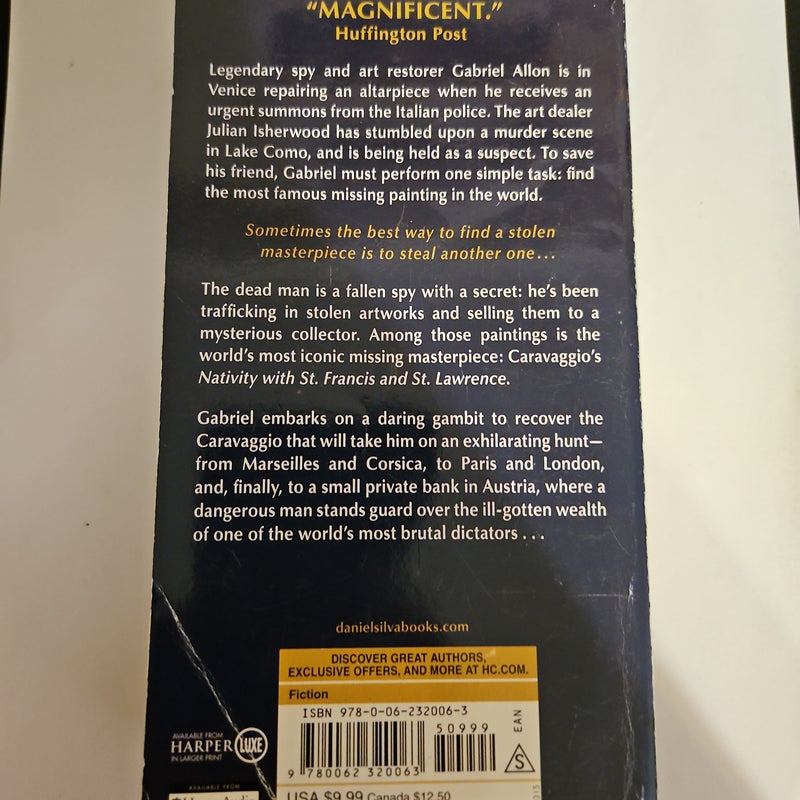 “MAGNIFICENT.”
Huffington Post
Legendary spy and art restorer Gabriel Allon is in
Venice repairing an altarpiece when he receives an
urgent summons from the Italian police. The art dealer
Julian Isherwood has stumbled upon a murder scene
in Lake Como, and is being held as a suspect. To save
his friend, Gabriel must perform one simple task: find
the most famous missing painting in the world.
Sometimes the best way to find a stolen
masterpiece is to steal another one...
The dead man is a fallen spy with a secret: he’s been
trafficking in stolen artworks and selling them to a
mysterious collector. Among those paintings is the
world’s most iconic missing masterpiece: Caravaggio’s
Nativity with St. Francis and St. Lawrence.
Gabriel embarks on a daring gambit to recover the
Caravaggio that will take him on an exhilarating hunt—
from Marseilles and Corsica, to Paris and London,
and, finally, to a small private bank in Austria, where a
dangerous man stands guard over the ill-gotten wealth
of one of the world’s most brutal dictators . . .
danielsilvabooks.com
DISCOVER GREAT AUTHORS,
EXCLUSIVE OFFERS, AND MORE AT HC.COM.
Fiction
ISBN 978-0-06-232006-3
50999
EAN
S
9 780062 320063
AVAILABLE FROM
HARPER LUXE
IN LARGER PRINT
AVAILABLE FROM
USA $9.99 Canada $12.50